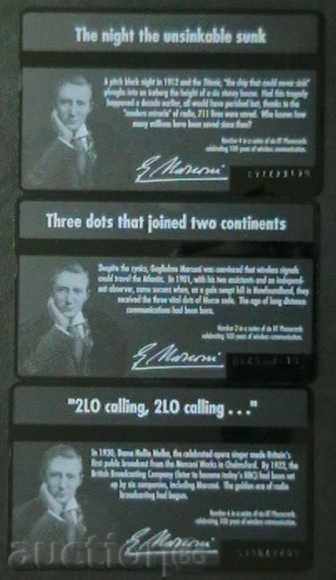 The night the unsinkable sunk
A pitch black night in 1912 and the Titanic, "the ship that could never sink"
ploughs into an iceberg the height of a six storey house. Had this tragedy
happened a decade earlier, all would have perished but, thanks to the
"modern miracle" of radio, 711 lives were saved. Who knows how
many millions have been saved since then?
Number 4 in a series of six BT Phonecards
celebrating 100 years of wireless communication.
G Marconi
Three dots that joined two continents
Despite the cynics, Guglielmo Marconi was convinced that wireless signals
could travel the Atlantic. In 1901, with his two assistants and an independ-
ent observer, came success when, as a gale swept hill in Newfoundland, they
received the three vital dots of Morse code. The age of long distance
communications had been born.
Number 2 in a series of six BT Phonecards
celebrating 100 years of wireless communication.
G Marconi
"2LO calling, 2LO calling . . ."
In 1920, Dame Nellie Melba, the celebrated opera singer made Britain's
first public broadcast from the Marconi Works in Chelmsford. By 1922, the
British Broadcasting Company (later to become today's BBC) had been set
up by six companies, including Marconi. The golden era of radio
broadcasting had begun.
Number 6 in a series of six BT Phonecards
celebrating 100 years of wireless communication.
G Marconi
auction